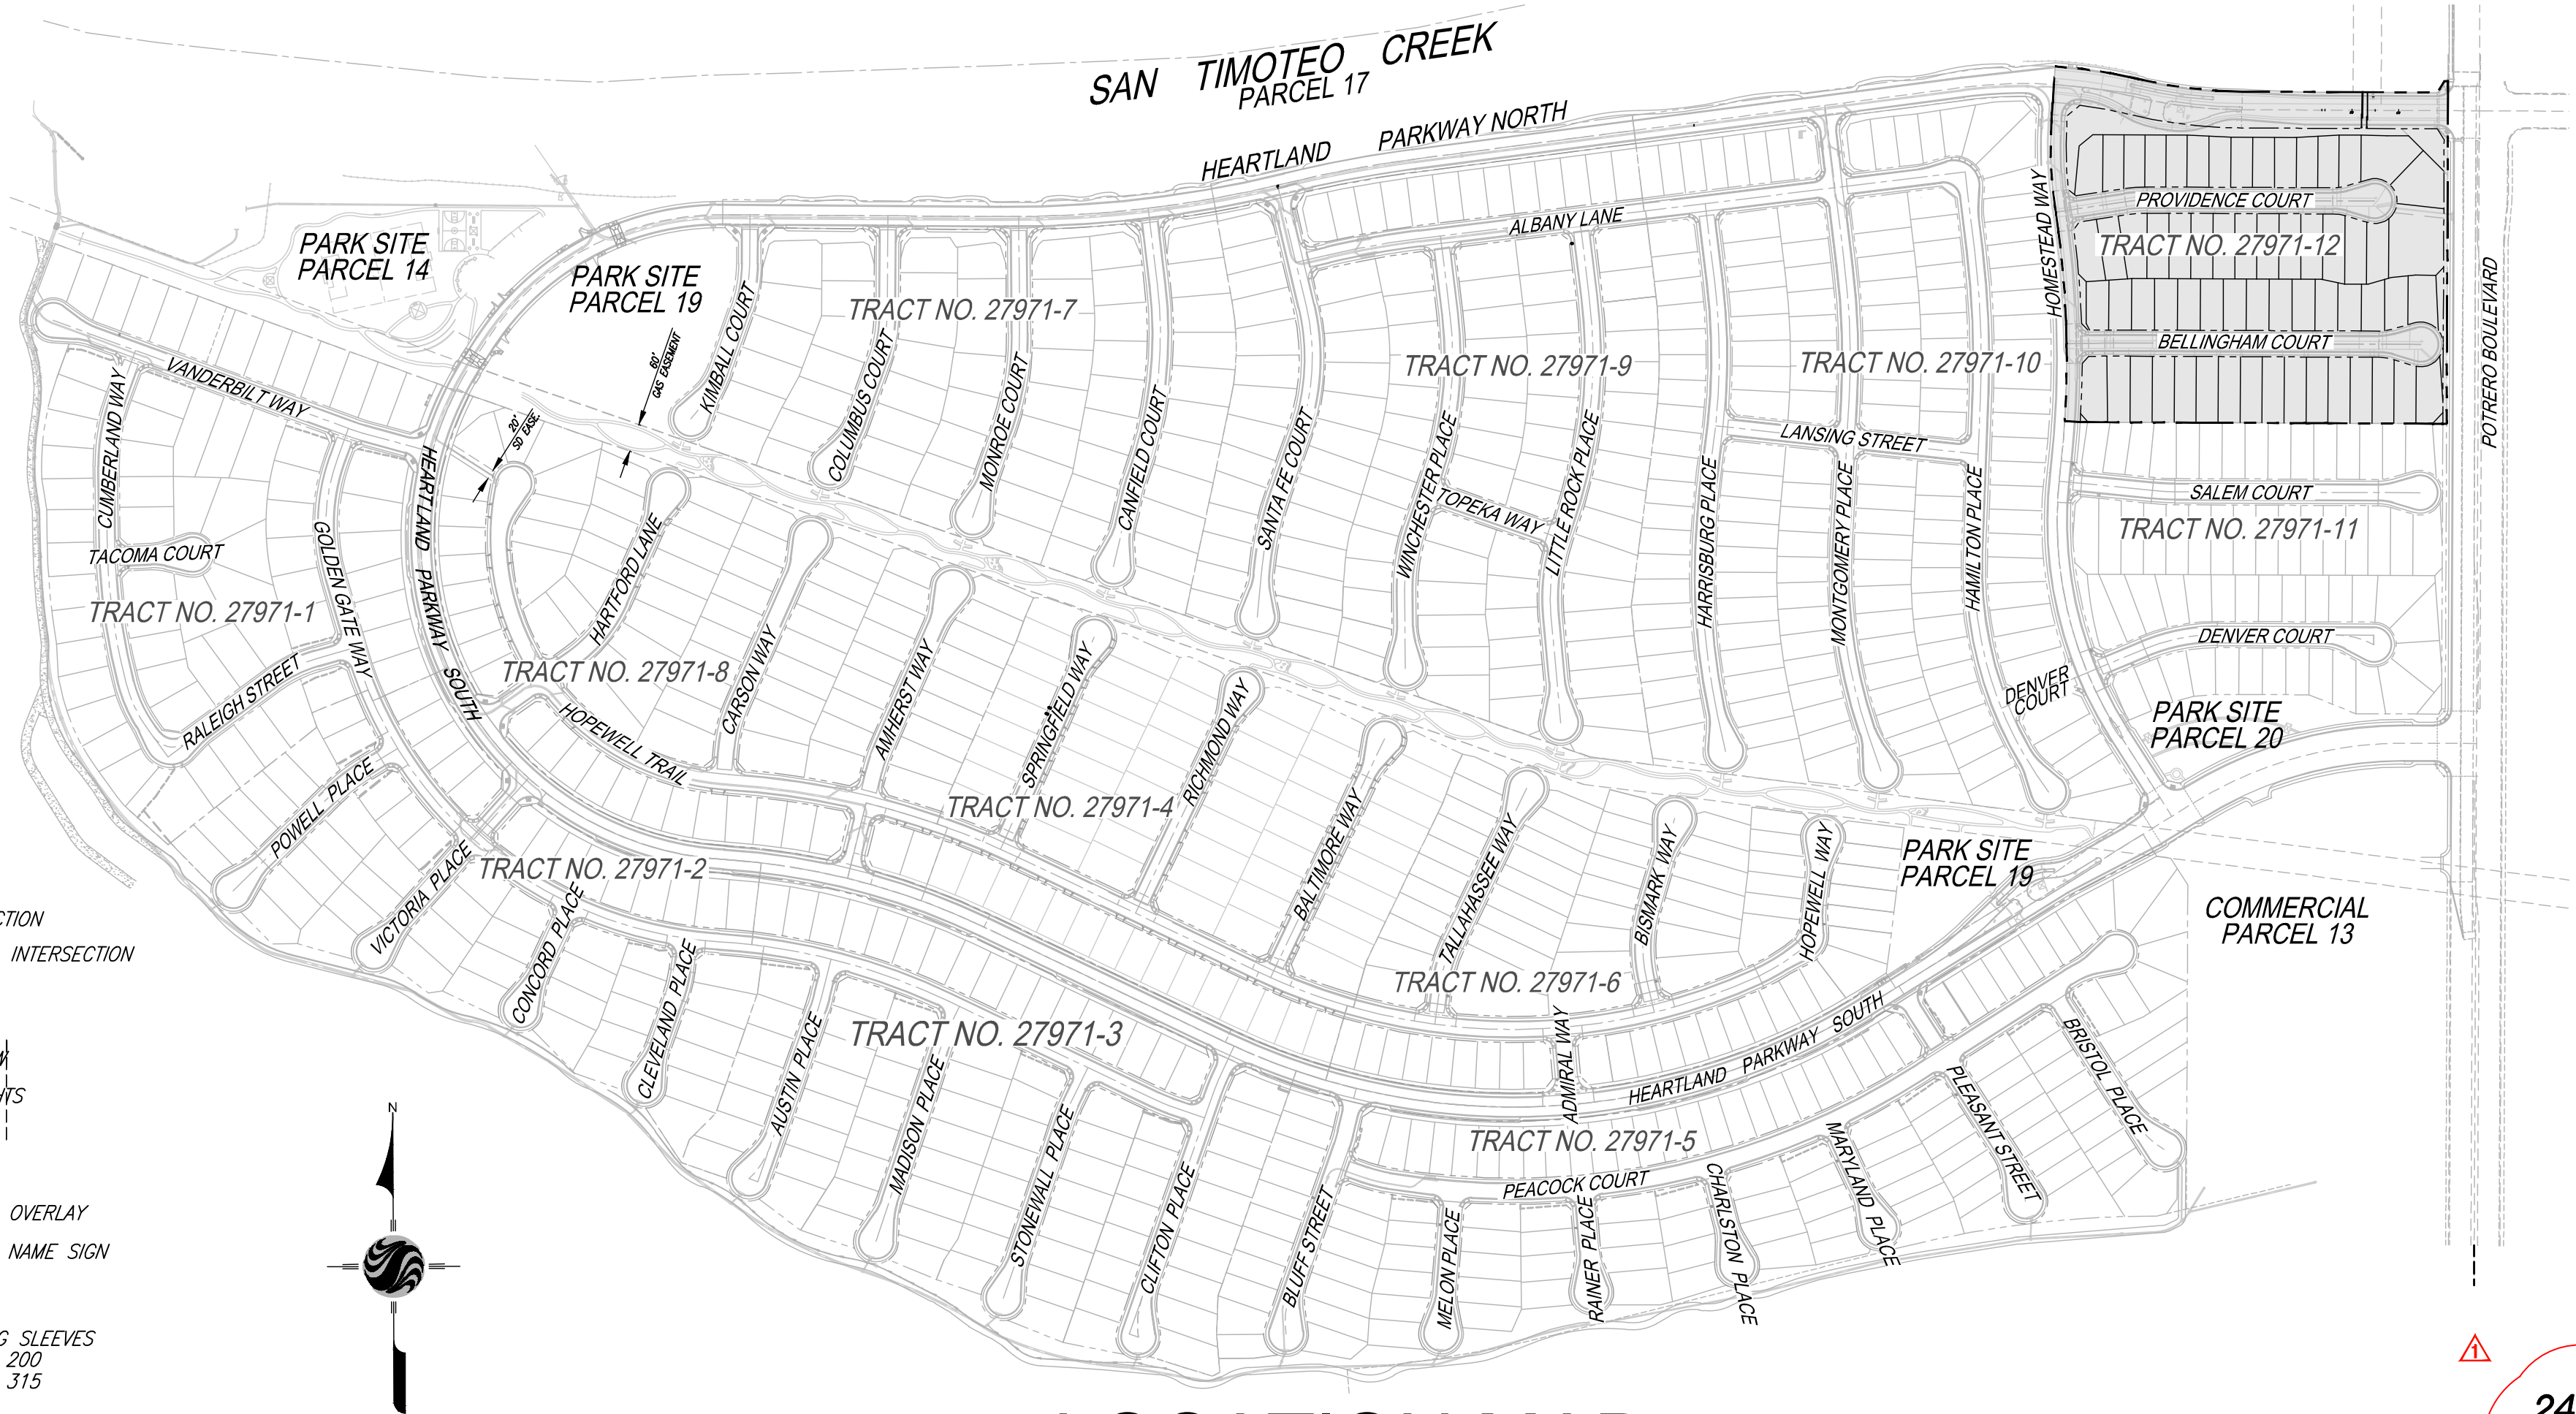 SAN TIMOTEO CREEK
PARCEL 17
HEARTLAND PARKWAY NORTH
PARK SITE
PARCEL 14
PARK SITE
PARCEL 19
60'
GAS EASEMENT
20'
SD EASE.
KIMBALL COURT
COLUMBUS COURT
TRACT NO. 27971-7
MONROE COURT
CANFIELD COURT
SANTA FE COURT
ALBANY LANE
TRACT NO. 27971-9
WINCHESTER PLACE
TOPEKA WAY
LITTLE ROCK PLACE
HARRISBURG PLACE
TRACT NO. 27971-10
LANSING STREET
MONTGOMERY PLACE
HAMILTON PLACE
HOMESTEAD WAY
PROVIDENCE COURT
TRACT NO. 27971-12
BELLINGHAM COURT
POTRERO BOULEVARD
SALEM COURT
TRACT NO. 27971-11
DENVER COURT
DENVER
COURT
PARK SITE
PARCEL 20
VANDERBILT WAY
CUMBERLAND WAY
TACOMA COURT
GOLDEN GATE WAY
HEARTLAND PARKWAY SOUTH
TRACT NO. 27971-1
RALEIGH STREET
HARTFORD LANE
TRACT NO. 27971-8
CARSON WAY
HOPEWELL TRAIL
AMHERST WAY
SPRINGFIELD WAY
TRACT NO. 27971-4
RICHMOND WAY
BALTIMORE WAY
TALLAHASSEE WAY
TRACT NO. 27971-6
BISMARK WAY
HOPEWELL WAY
PARK SITE
PARCEL 19
COMMERCIAL
PARCEL 13
POWELL PLACE
VICTORIA PLACE
TRACT NO. 27971-2
CONCORD PLACE
CLEVELAND PLACE
AUSTIN PLACE
TRACT NO. 27971-3
MADISON PLACE
STONEWALL PLACE
CLIFTON PLACE
BLUFF STREET
ADMIRAL WAY
HEARTLAND PARKWAY SOUTH
TRACT NO. 27971-5
PEACOCK COURT
MELON PLACE
RAINER PLACE
CHARLSTON PLACE
MARYLAND PLACE
PLEASANT STREET
BRISTOL PLACE
INTERSECTION
OVERLAY
NAME SIGN
SLEEVES
200
315
N
1
24